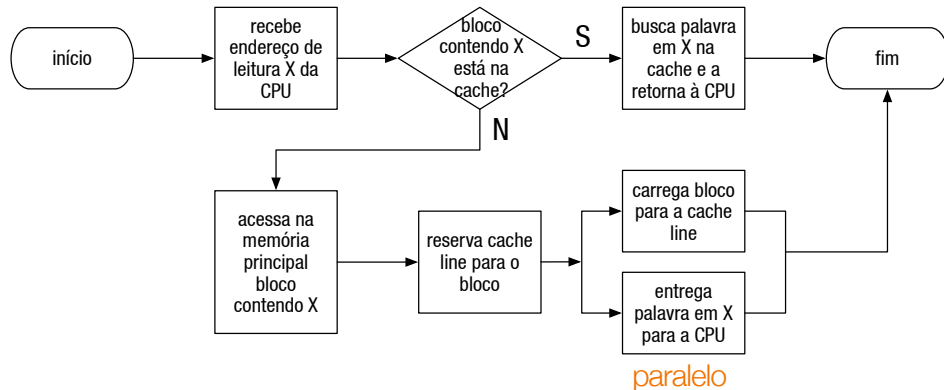 início
recebe
endereço de
leitura X da
CPU
bloco
contendo X
está na
cache?
S
busca palavra
em X na
cache e a
retorna à CPU
fim
N
acessa na
memória
principal
bloco
contendo X
reserva cache
line para o
bloco
carrega bloco
para a cache
line
entrega
palavra em X
para a CPU
paralelo